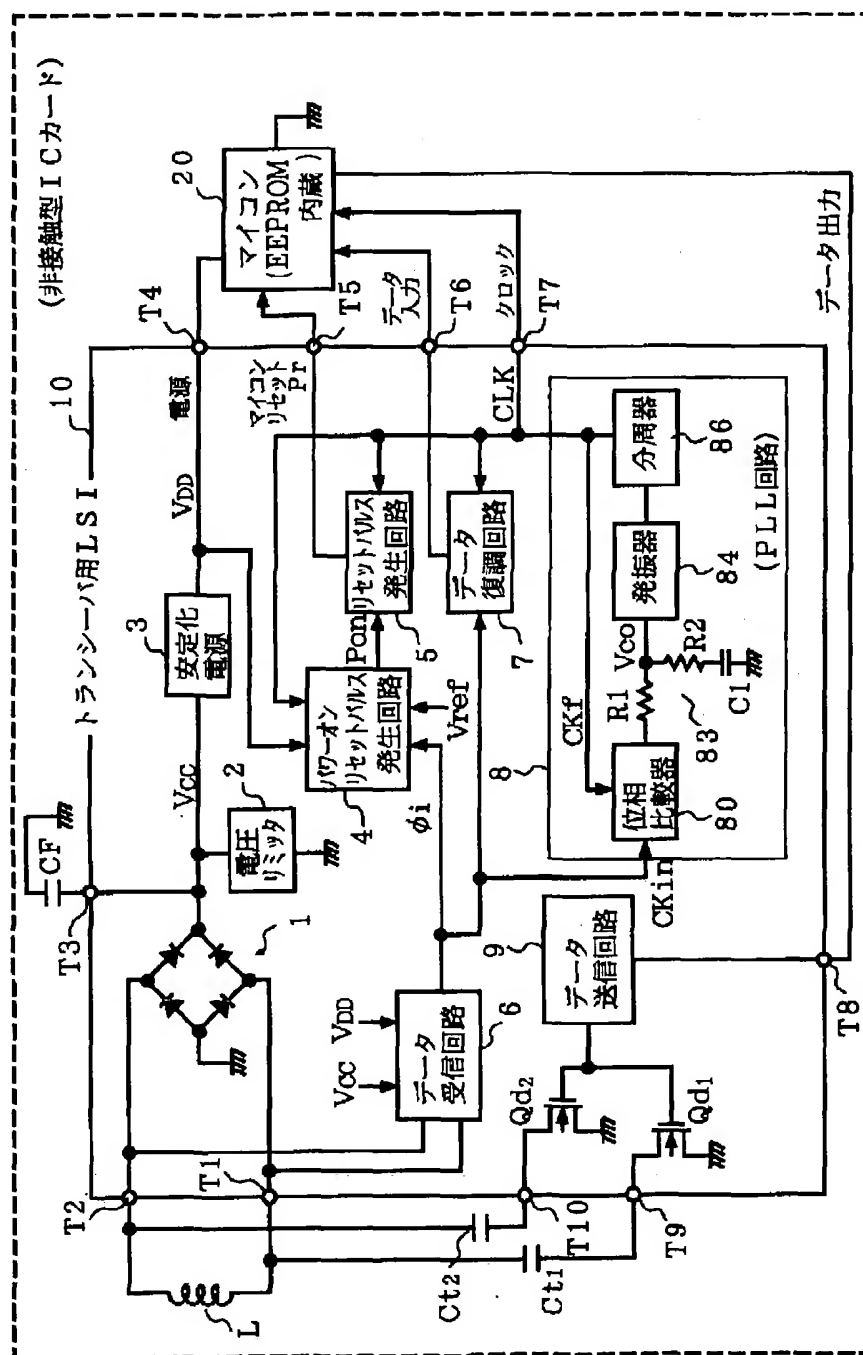 (非接触型ICカード)
トランシーバ用LSI
10
CF
T3
VCC
3
安定化
電源
VDD
電源
T4
20
マイコン
(EEPROM
内蔵)
1
2
電圧
リミッタ
パワーオン
リセットパルス
発生回路
4
Pon
リセットパルス
発生回路
5
マイコン
リセット
Pr
T5
データ
入力
T6
クロック
T7
CLK
Vref
φi
データ
復調回路
7
T2
T1
L
VCC
VDD
データ
受信回路
6
8
CKf
CKin
位相
比較器
80
R1
83
VCO
R2
C1
発振器
84
分周器
86
(PLL回路)
9
データ
送信回路
Qd2
Qd1
Ct2
Ct1
T10
T9
T8
データ出力